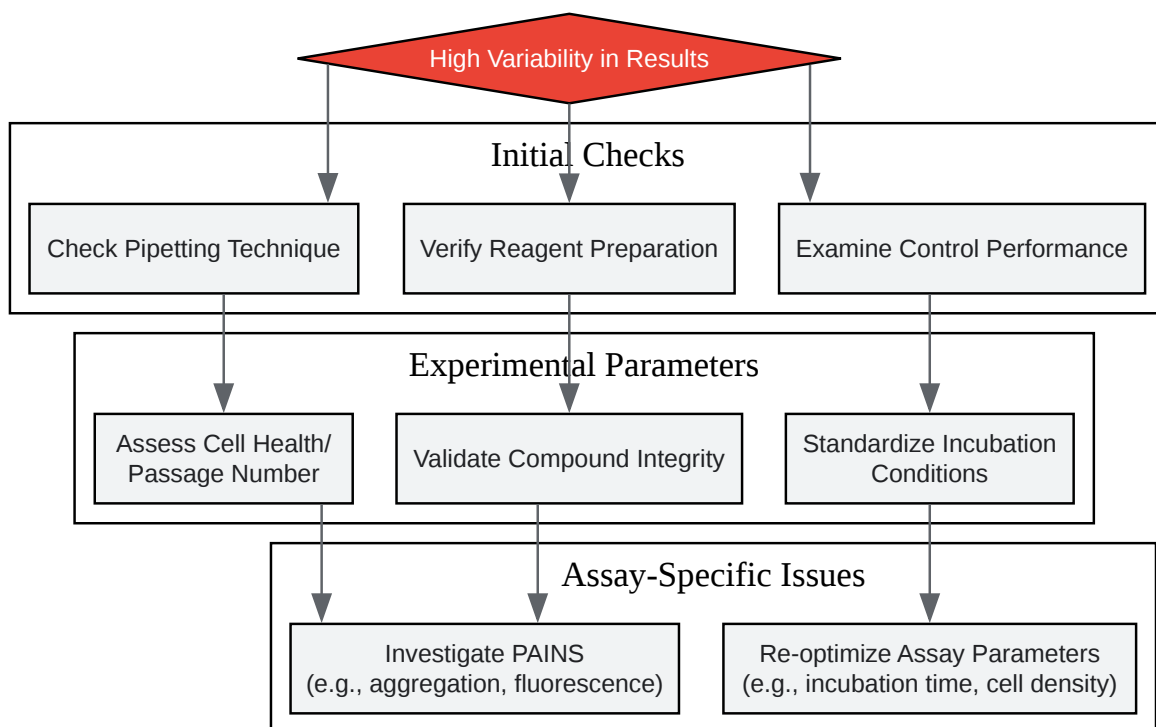 High Variability in Results
Initial Checks
Check Pipetting Technique
Verify Reagent Preparation
Examine Control Performance
Experimental Parameters
Assess Cell Health/
Passage Number
Validate Compound Integrity
Standardize Incubation
Conditions
Assay-Specific Issues
Investigate PAINS
(e.g., aggregation, fluorescence)
Re-optimize Assay Parameters
(e.g., incubation time, cell density)